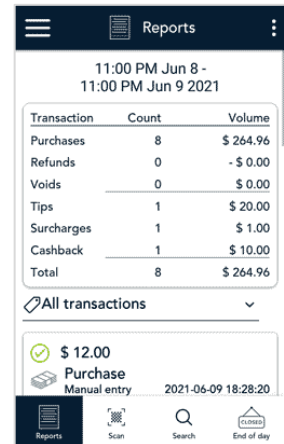 Reports
11:00 PM Jun 8 -
11:00 PM Jun 9 2021
Transaction Count Volume
Purchases 8 $ 264.96
Refunds 0 - $ 0.00
Voids 0 $ 0.00
Tips 1 $ 20.00
Surcharges 1 $ 1.00
Cashback 1 $ 10.00
Total 8 $ 264.96
All transactions
$ 12.00
Purchase
Manual entry 2021-06-09 18:28:20
CLOSED
Reports Scan Search End of day